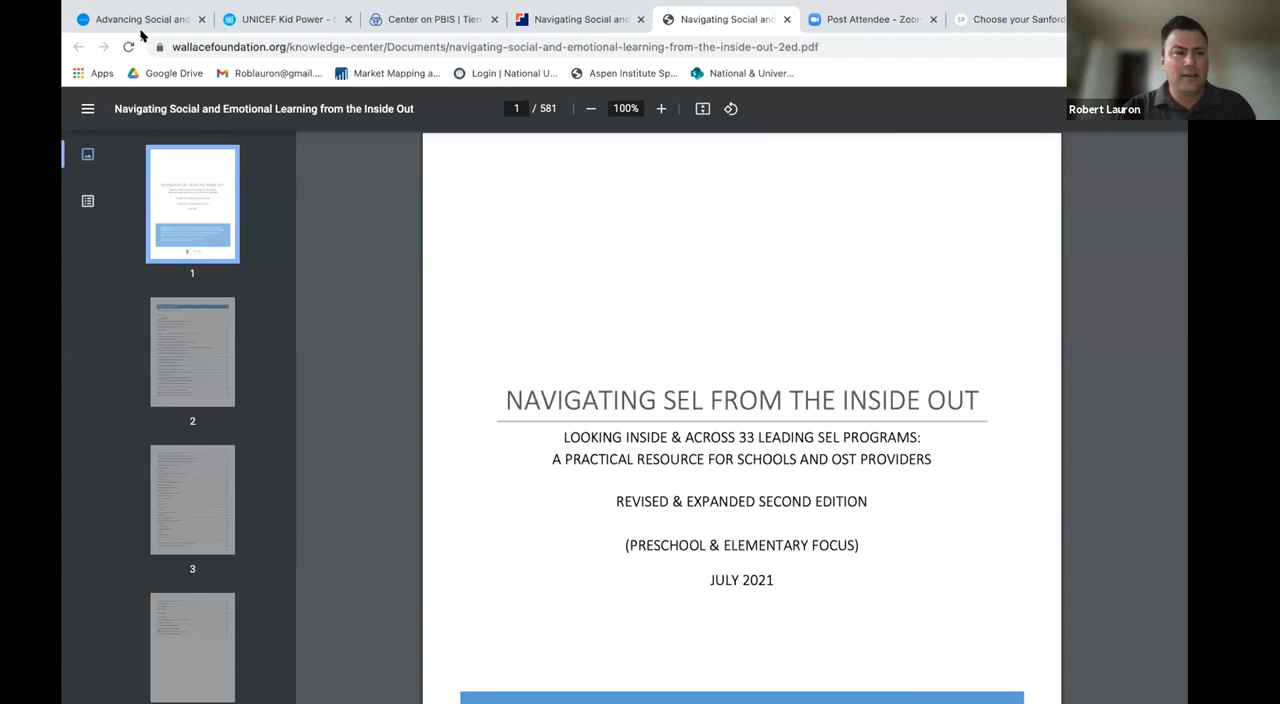 Advancing Social and
UNICEF Kid Power -
Center on PBIS | Tier
Navigating Social and
Navigating Social and
Post Attendee - Zoom
Choose your Sanford
wallacefoundation.org/knowledge-center/Documents/navigating-social-and-emotional-learning-from-the-inside-out-2ed.pdf
Apps
Google Drive
Roblauron@gmail....
Market Mapping a...
Login | National U...
Aspen Institute Sp...
National & Univer...
Robert Lauron
Navigating Social and Emotional Learning from the Inside Out
1 / 581
100%
1
2
3
NAVIGATING SEL FROM THE INSIDE OUT
LOOKING INSIDE & ACROSS 33 LEADING SEL PROGRAMS:
A PRACTICAL RESOURCE FOR SCHOOLS AND OST PROVIDERS
REVISED & EXPANDED SECOND EDITION
(PRESCHOOL & ELEMENTARY FOCUS)
JULY 2021